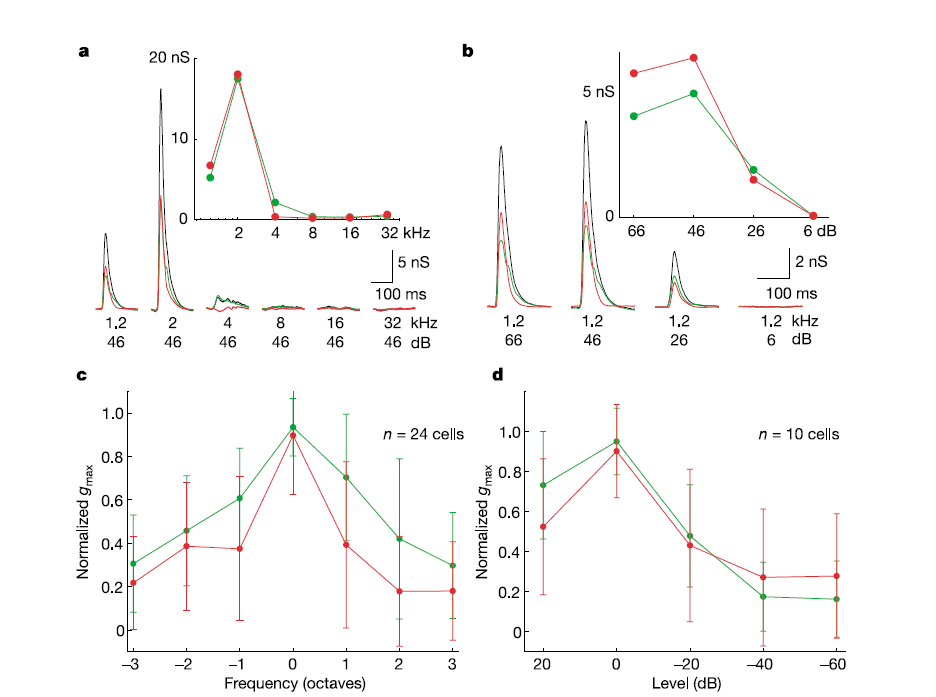 a
20 nS
10
0
2 4 8 16 32 kHz
5 nS
100 ms
1.2 2 4 8 16 32 kHz
46 46 46 46 46 46 dB
b
5 nS
0
66 46 26 6 dB
2 nS
100 ms
1.2 1.2 1.2 1.2 kHz
66 46 26 6 dB
c
1.0
0.8
0.6
0.4
0.2
0
Normalized gmax
n = 24 cells
–3 –2 –1 0 1 2 3
Frequency (octaves)
d
1.0
0.8
0.6
0.4
0.2
0
Normalized gmax
n = 10 cells
20 0 –20 –40 –60
Level (dB)